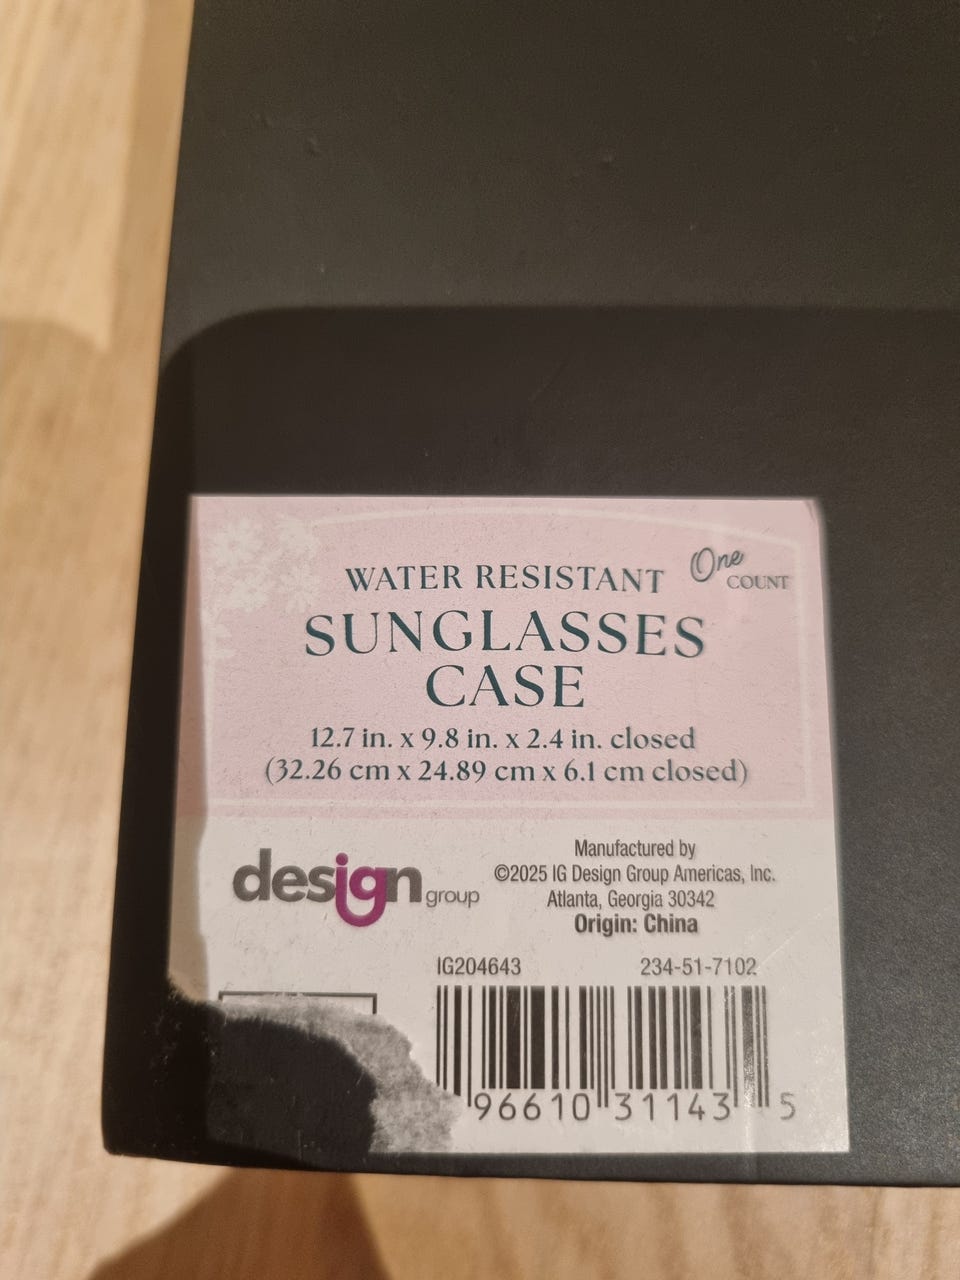 WATER RESISTANT
One
COUNT
SUNGLASSES
CASE
12.7 in. x 9.8 in. x 2.4 in. closed
(32.26 cm x 24.89 cm x 6.1 cm closed)
design group
Manufactured by
©2025 IG Design Group Americas, Inc.
Atlanta, Georgia 30342
Origin: China
IG204643 234-51-7102
96610 31143 5